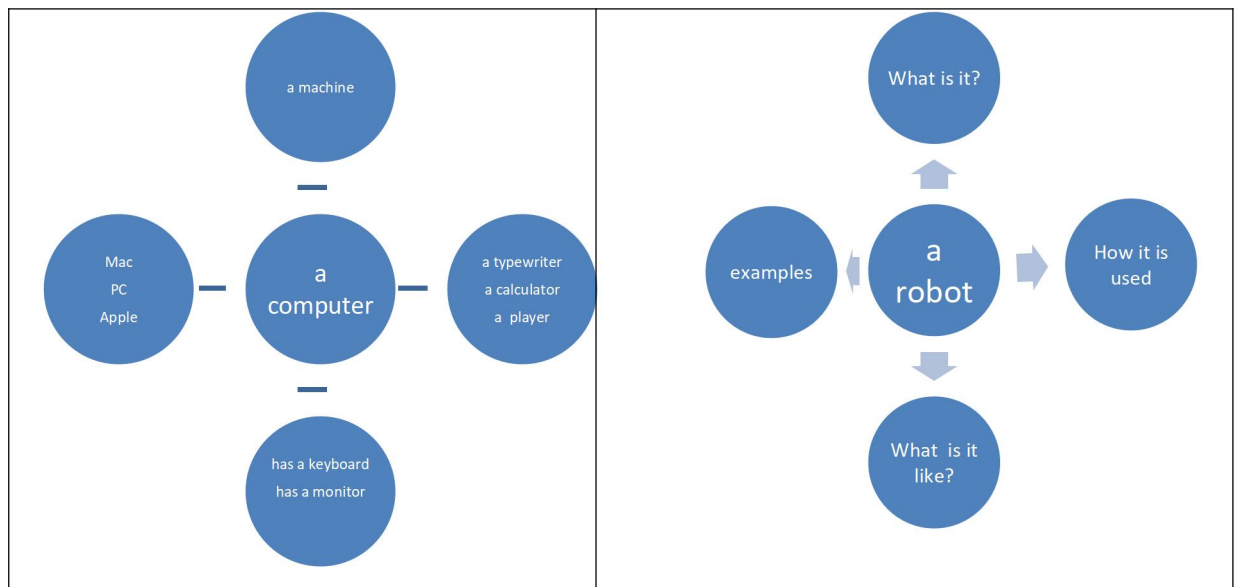 a machine
Mac
PC
Apple
a
computer
a typewriter
a calculator
a player
has a keyboard
has a monitor
What is it?
examples
a
robot
How it is
used
What is it
like?